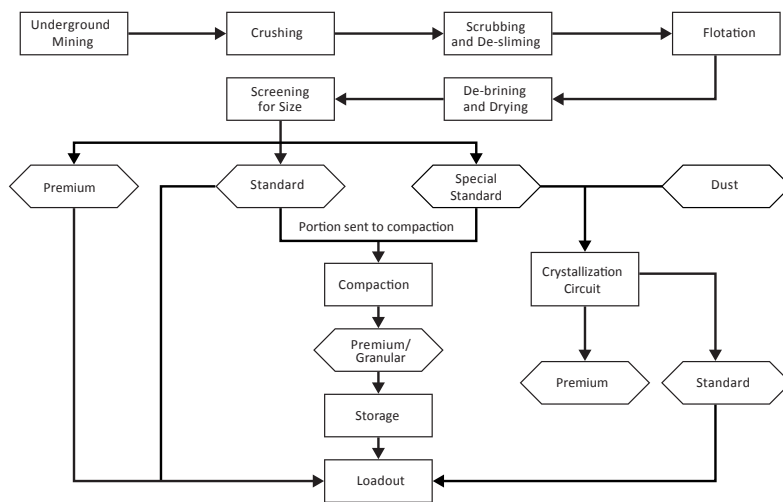 Underground
Mining
Crushing
Scrubbing
and De-sliming
Flotation
Screening
for Size
De-brining
and Drying
Premium
Standard
Special
Standard
Dust
Portion sent to compaction
Compaction
Crystallization
Circuit
Premium/
Granular
Premium
Standard
Storage
Loadout